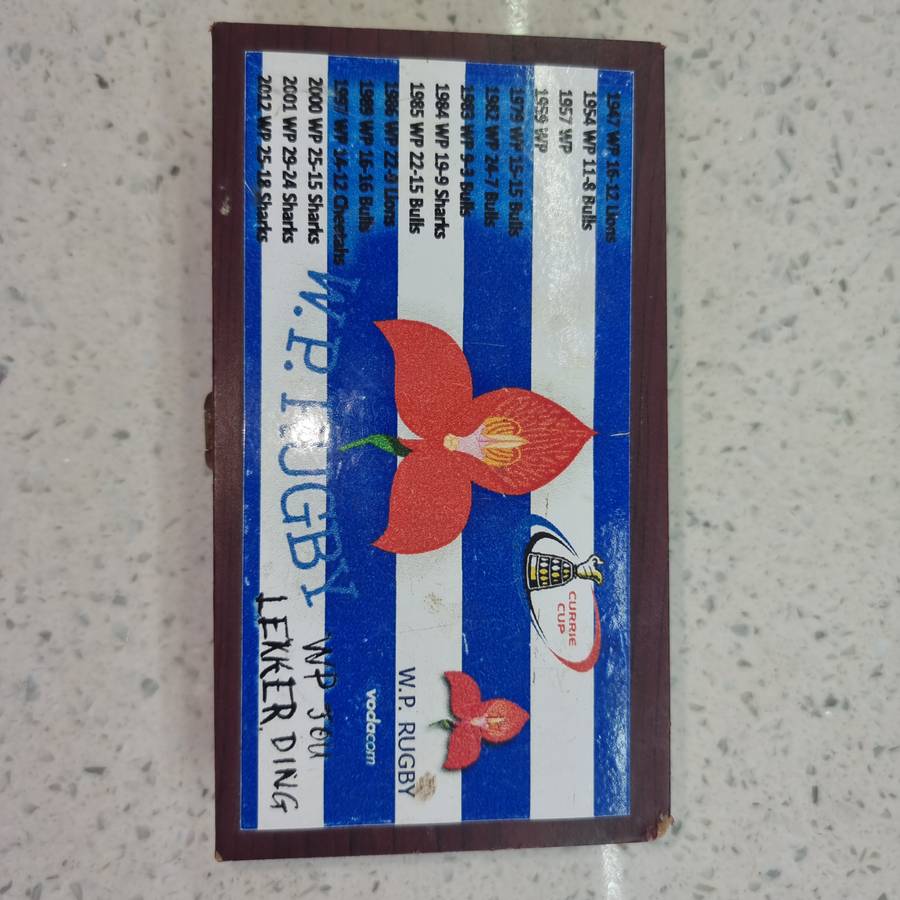 1947 WP 16-12 Lions
1954 WP 11-8 Bulls
1957 WP
1959 WP
1979 WP 15-15 Bulls
1982 WP 24-7 Bulls
1983 WP 9-3 Bulls
1984 WP 19-9 Sharks
1985 WP 22-15 Bulls
1986 WP 22-9 Lions
1989 WP 16-16 Bulls
1997 WP 14-12 Cheetahs
2000 WP 25-15 Sharks
2001 WP 29-24 Sharks
2012 WP 25-18 Sharks
CURRIE
CUP
W.P. RUGBY
vodacom
W.P. RUGBY
WP JOU
LEKKER DING